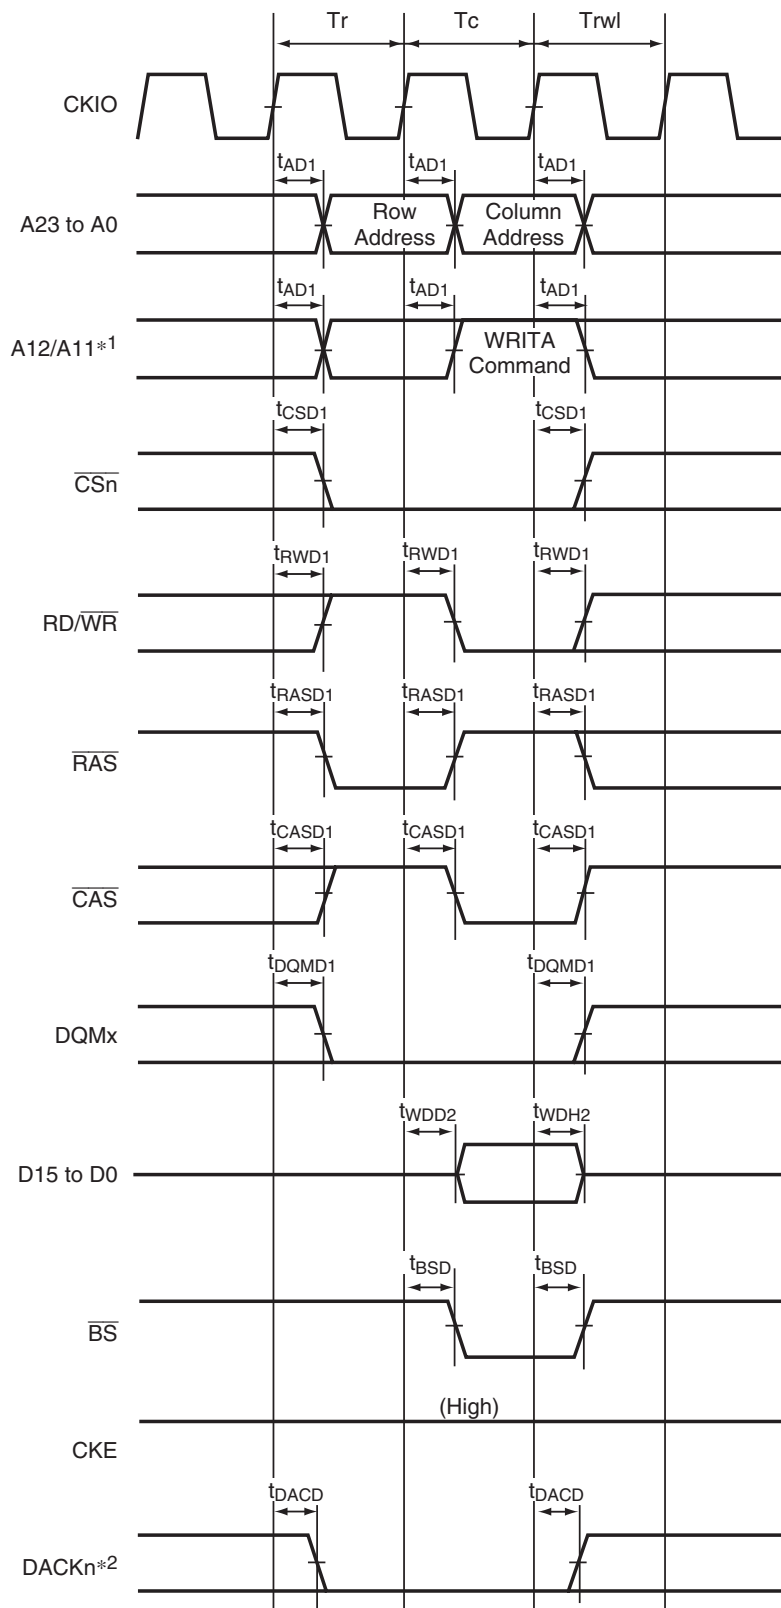 Tr Tc Trwl
CKIO
tAD1 tAD1 tAD1
A23 to A0
Row Address
Column Address
tAD1 tAD1 tAD1
A12/A11*1
WRITA Command
tCSD1 tCSD1
CSn
tRWD1 tRWD1 tRWD1
RD/WR
tRASD1 tRASD1 tRASD1
RAS
tCASD1 tCASD1 tCASD1
CAS
tDQMD1 tDQMD1
DQMx
tWDD2 tWDH2
D15 to D0
tBSD tBSD
BS
(High)
CKE
tDACD tDACD
DACKn*2